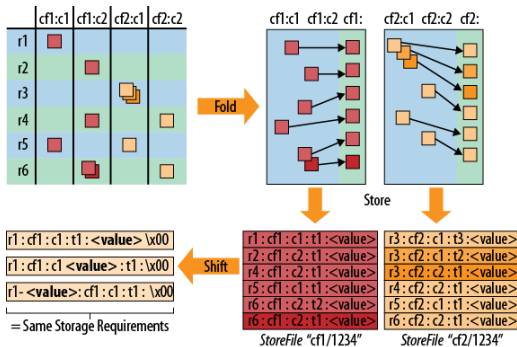 cf1:c1 cf1:c2 cf2:c1 cf2:c2
r1
r2
r3
r4
r5
r6
Fold
cf1:c1 cf1:c2 cf1:
cf2:c1 cf2:c2 cf2:
Store
r1:cf1:c1:t1:<value>
r2:cf1:c2:t1:<value>
r4:cf1:c2:t1:<value>
r5:cf1:c1:t1:<value>
r6:cf1:c2:t2:<value>
r6:cf1:c2:t1:<value>
StoreFile "cf1/1234"
r3:cf2:c1:t3:<value>
r3:cf2:c1:t2:<value>
r3:cf2:c2:t1:<value>
r4:cf2:c2:t1:<value>
r5:cf2:c1:t2:<value>
r6:cf2:c2:t1:<value>
StoreFile "cf2/1234"
Shift
r1:cf1:c1:t1:<value>\x00
r1:cf1:c1<value>:t1:\x00
r1-<value>:cf1:c1:t1:\x00
= Same Storage Requirements